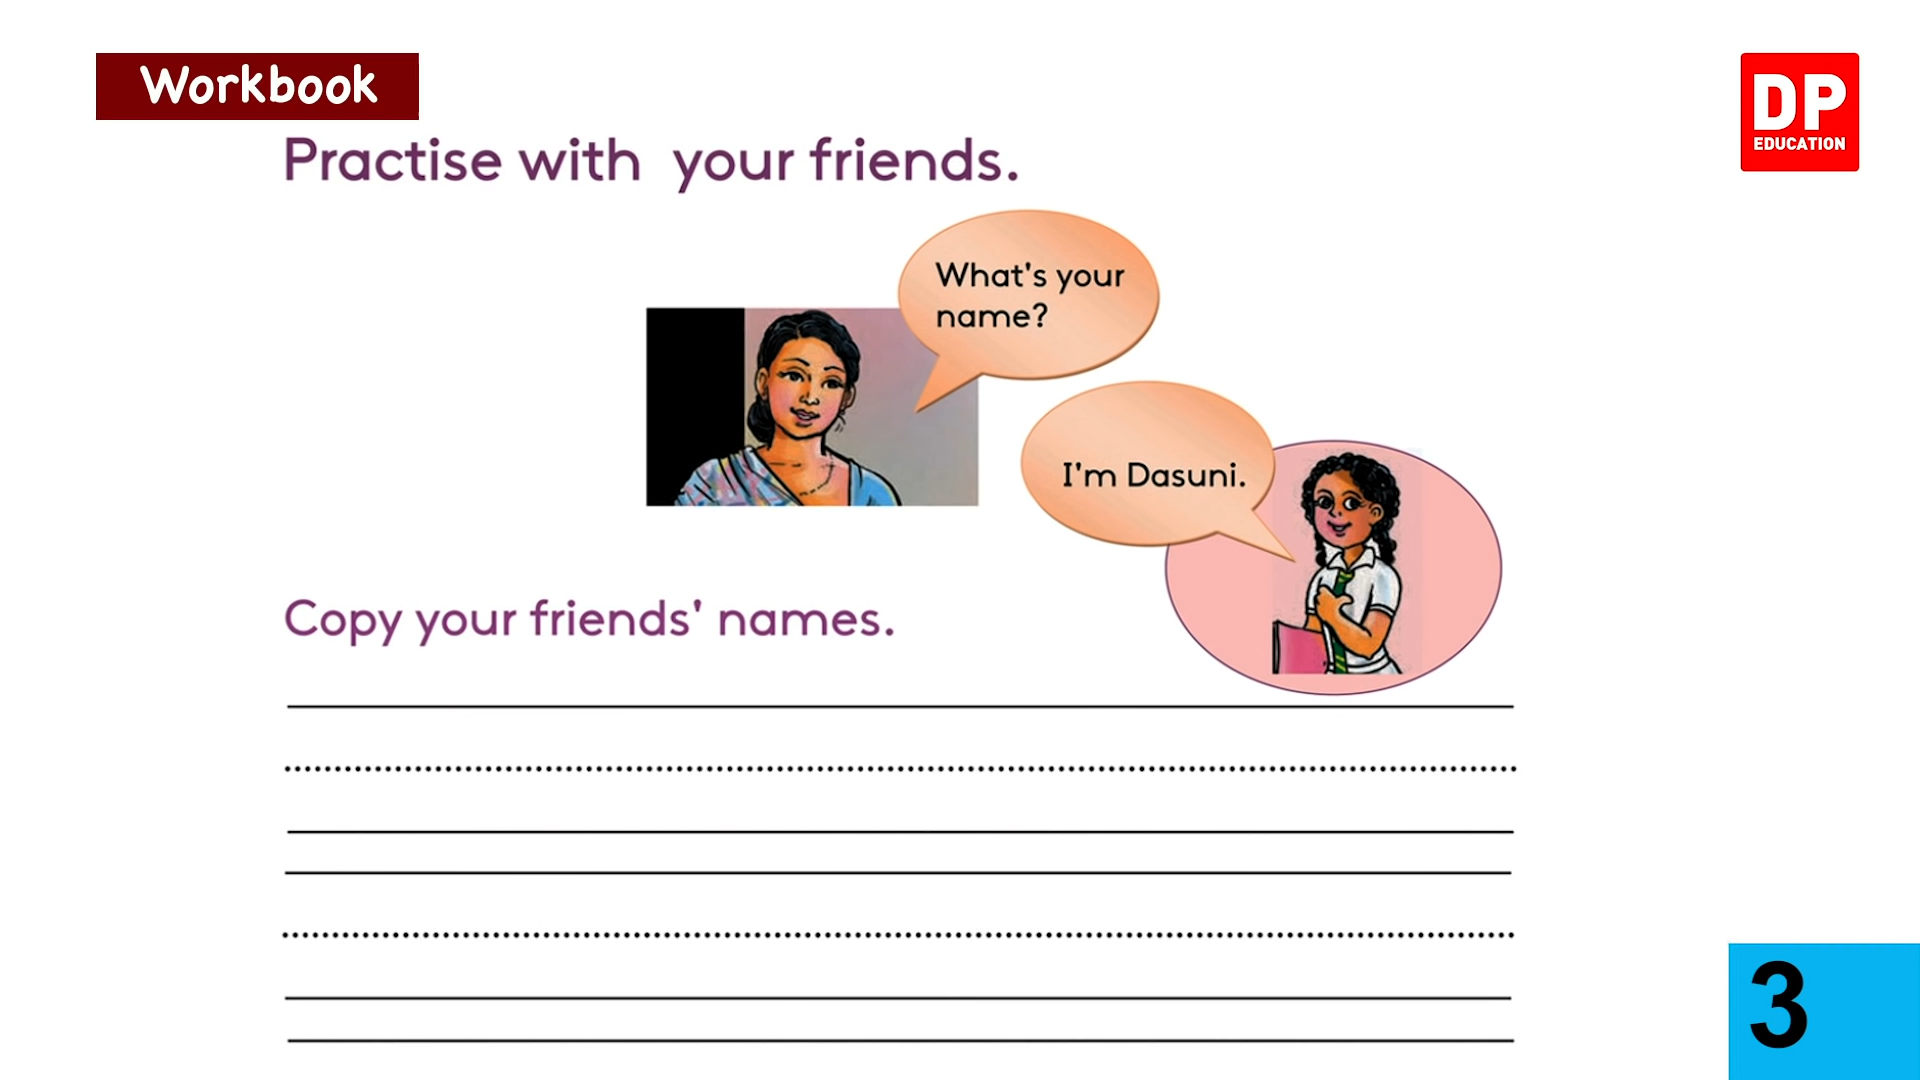 Workbook
DP
EDUCATION
Practise with your friends.
What's your
name?
I'm Dasuni.
Copy your friends' names.
3